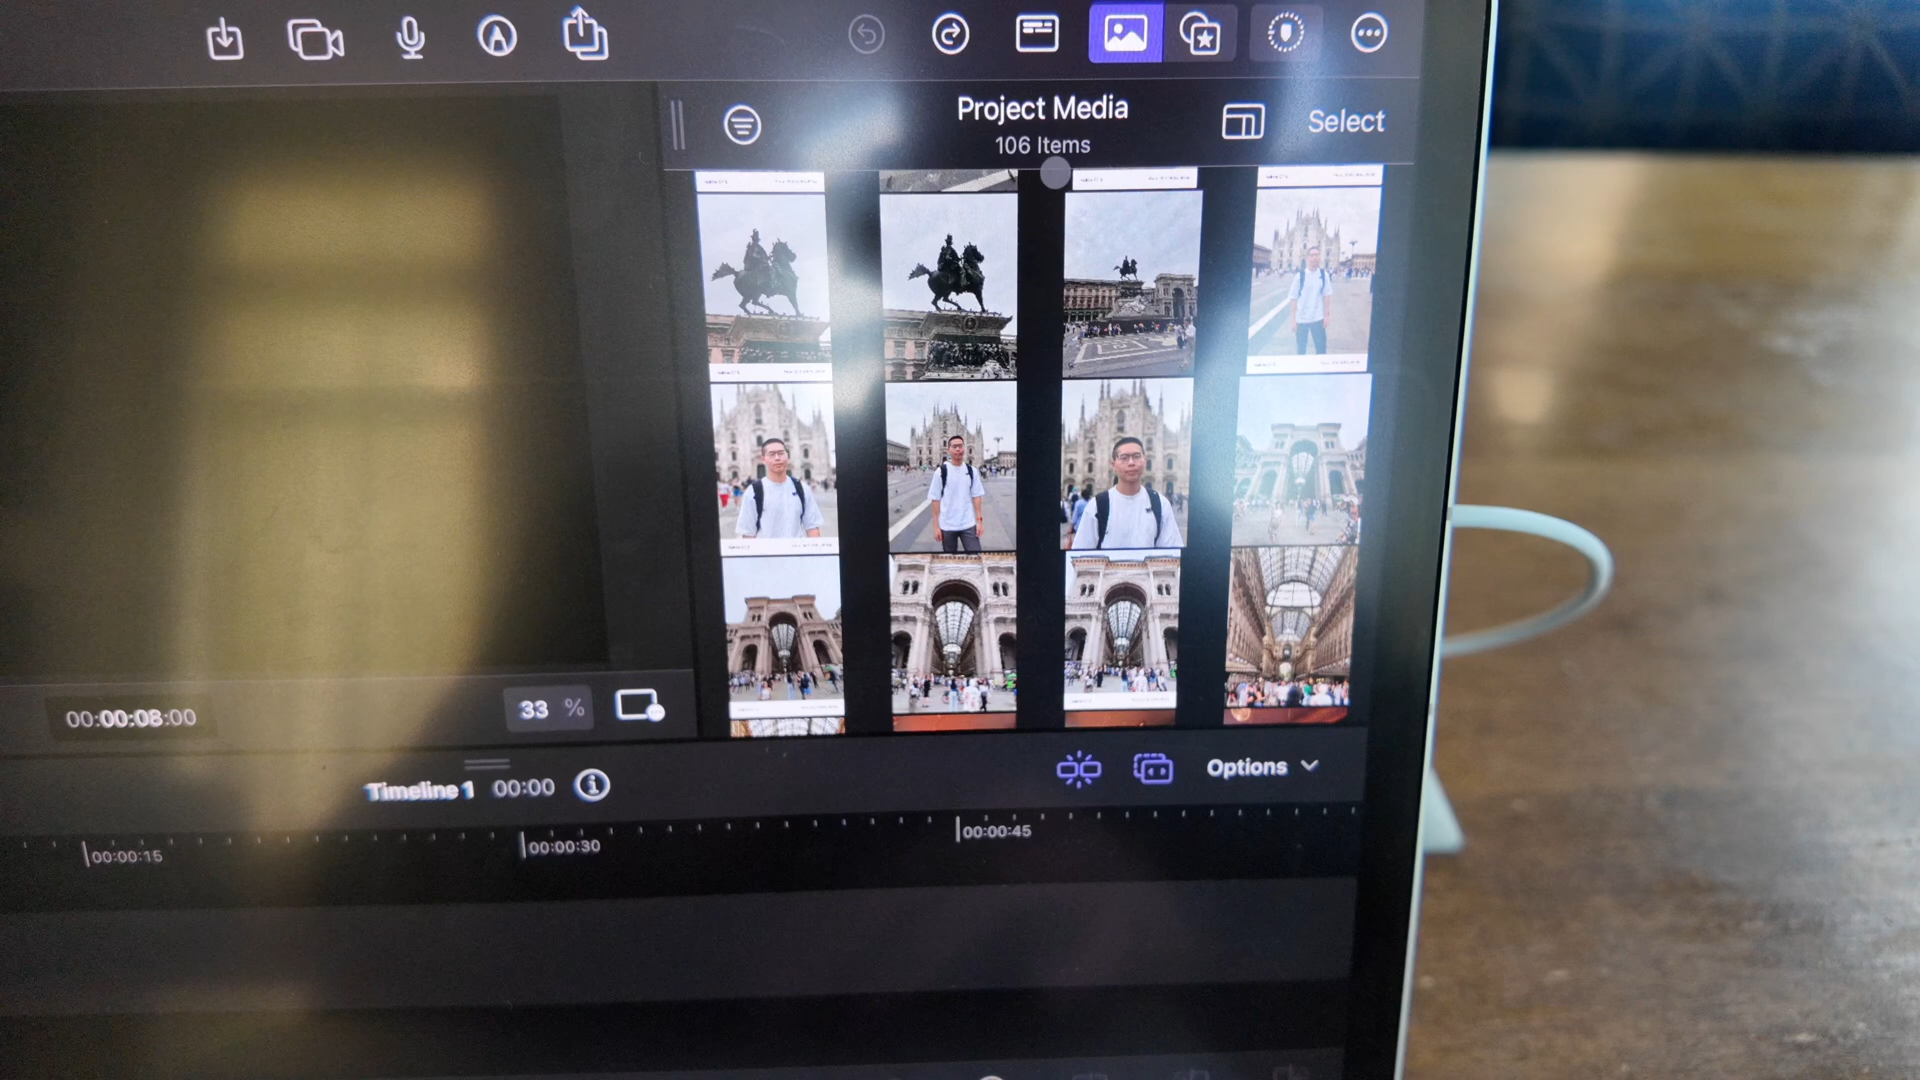 Project Media
106 Items
Select
00:00:08:00
33 %
Timeline 1 00:00
Options
00:00:15
00:00:30
00:00:45